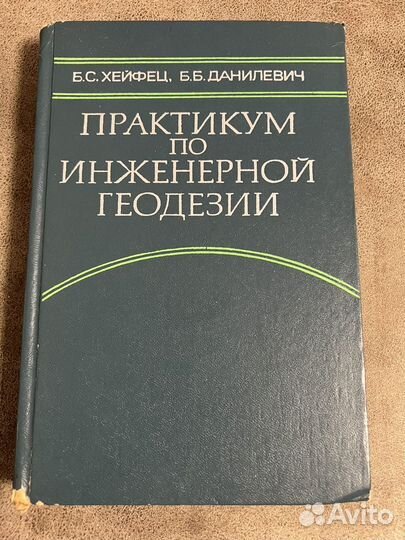 Б.С. ХЕЙФЕЦ, Б.Б. ДАНИЛЕВИЧ
ПРАКТИКУМ
ПО
ИНЖЕНЕРНОЙ
ГЕОДЕЗИИ
Avito